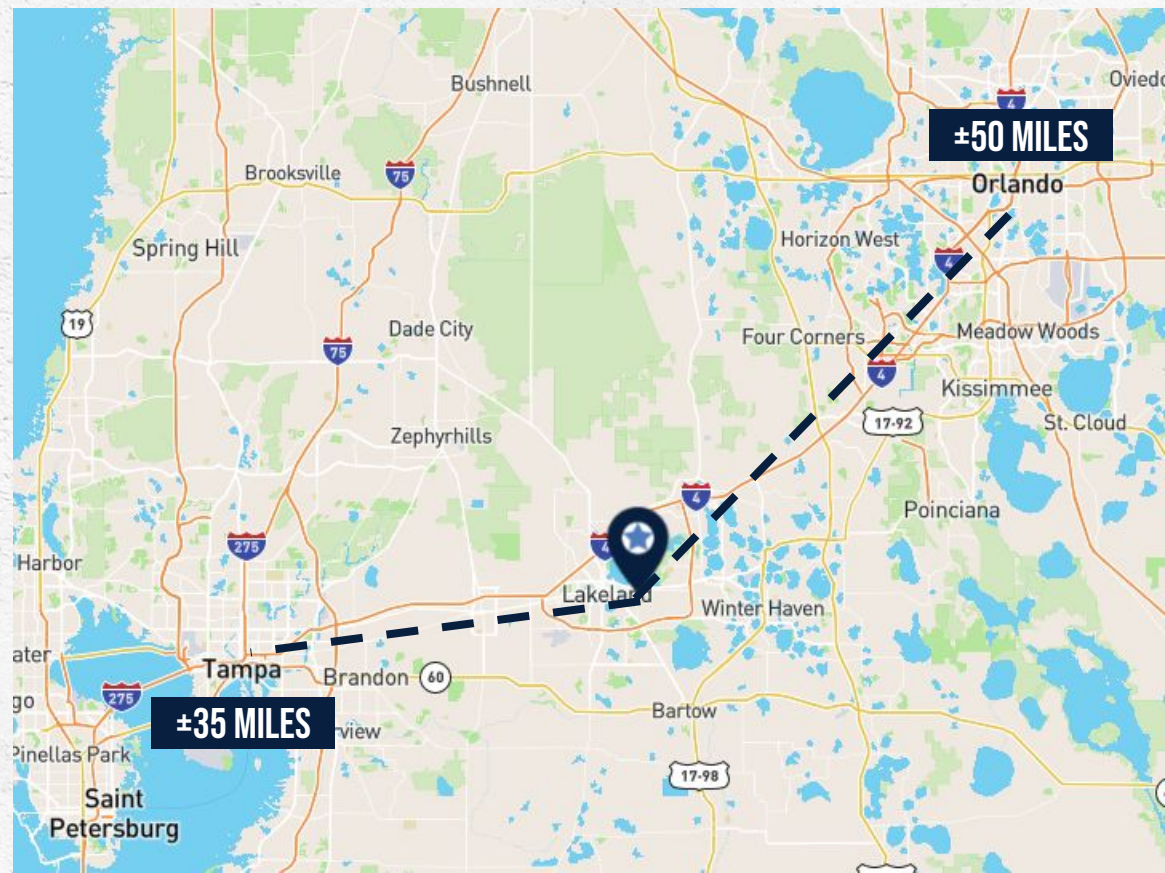 Bushnell
Oviedo
4
±50 MILES
Brooksville
75
Orlando
Spring Hill
Horizon West
4
19
Dade City
75
Four Corners
Meadow Woods
4
Kissimmee
17-92
St. Cloud
Zephyrhills
4
Poinciana
275
4
Harbor
Lakeland
Winter Haven
ater
Tampa
Brandon
60
275
go
±35 MILES
rview
Bartow
Pinellas Park
17-98
Saint
Petersburg